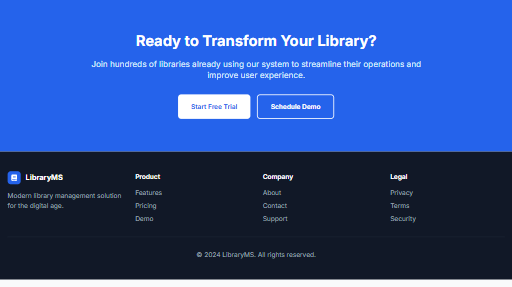 Ready to Transform Your Library?
Join hundreds of libraries already using our system to streamline their operations and
improve user experience.
Start Free Trial
Schedule Demo
LibraryMS
Modern library management solution
for the digital age.
Product
Features
Pricing
Demo
Company
About
Contact
Support
Legal
Privacy
Terms
Security
© 2024 LibraryMS. All rights reserved.